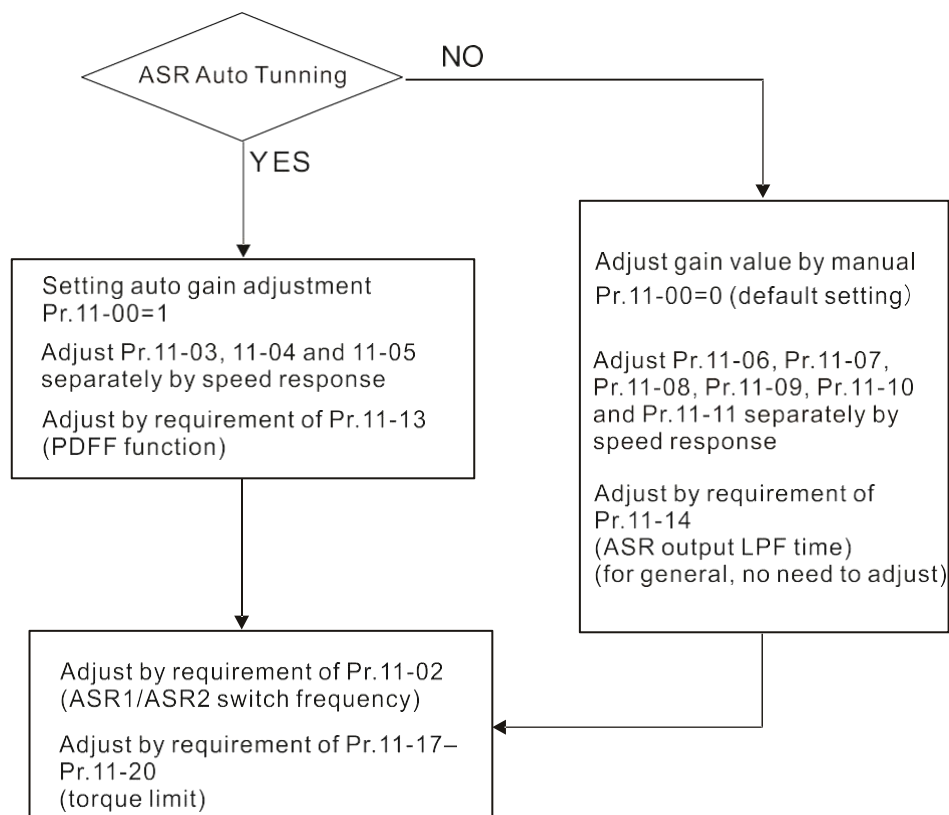 ASR Auto Tunning
NO
YES
Setting auto gain adjustment
Pr.11-00=1
Adjust Pr.11-03, 11-04 and 11-05
separately by speed response
Adjust by requirement of Pr.11-13
(PDFF function)
Adjust gain value by manual
Pr.11-00=0 (default setting)
Adjust Pr.11-06, Pr.11-07,
Pr.11-08, Pr.11-09, Pr.11-10
and Pr.11-11 separately by
speed response
Adjust by requirement of
Pr.11-14
(ASR output LPF time)
(for general, no need to adjust)
Adjust by requirement of Pr.11-02
(ASR1/ASR2 switch frequency)
Adjust by requirement of Pr.11-17–
Pr.11-20
(torque limit)